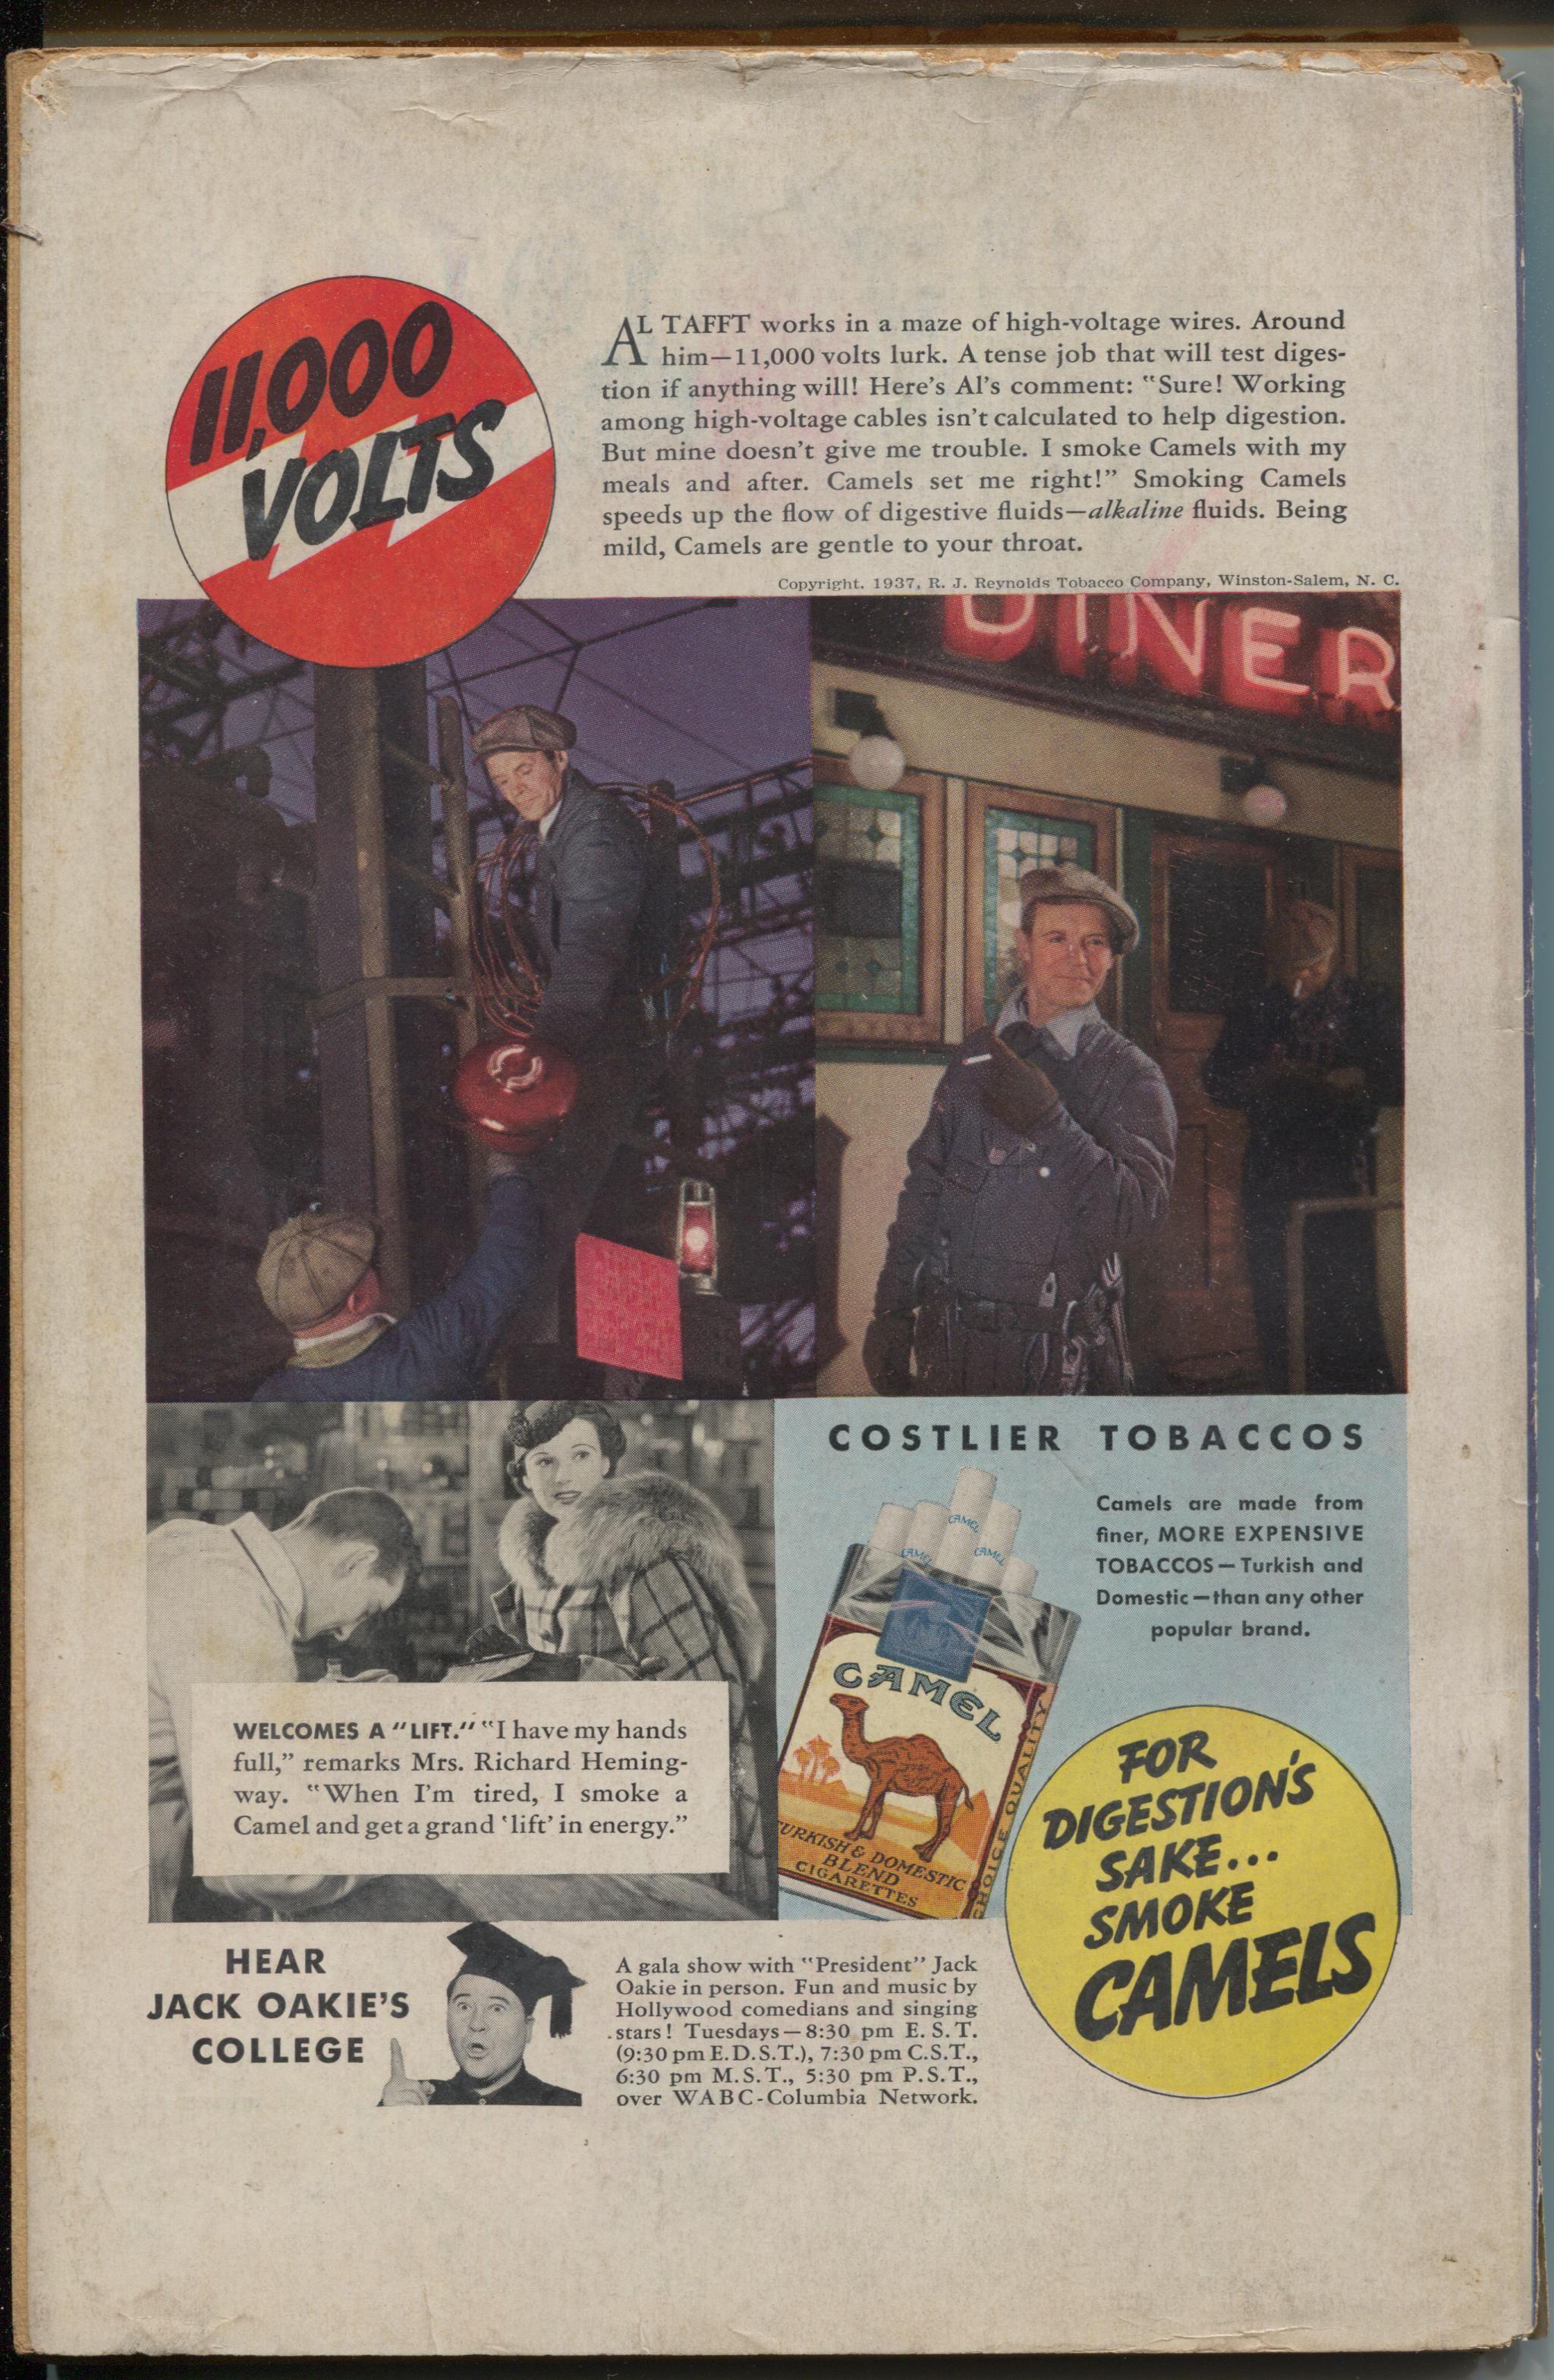 11,000
VOLTS
AL TAFFT works in a maze of high-voltage wires. Around
him—11,000 volts lurk. A tense job that will test diges-
tion if anything will! Here's Al's comment: "Sure! Working
among high-voltage cables isn't calculated to help digestion.
But mine doesn't give me trouble. I smoke Camels with my
meals and after. Camels set me right!" Smoking Camels
speeds up the flow of digestive fluids—alkaline fluids. Being
mild, Camels are gentle to your throat.
Copyright. 1937, R. J. Reynolds Tobacco Company, Winston-Salem, N. C.
DINER
COSTLIER TOBACCOS
Camels are made from
finer, MORE EXPENSIVE
TOBACCOS—Turkish and
Domestic—than any other
popular brand.
CAMEL
CAMEL
CAMEL
CAMEL
TURKISH & DOMESTIC
BLEND
CIGARETTES
CHOICE QUALITY
WELCOMES A "LIFT." "I have my hands
full," remarks Mrs. Richard Heming-
way. "When I'm tired, I smoke a
Camel and get a grand 'lift' in energy."
FOR
DIGESTION'S
SAKE...
SMOKE
CAMELS
HEAR
JACK OAKIE'S
COLLEGE
A gala show with "President" Jack
Oakie in person. Fun and music by
Hollywood comedians and singing
stars! Tuesdays—8:30 pm E.S.T.
(9:30 pm E.D.S.T.), 7:30 pm C.S.T.,
6:30 pm M.S.T., 5:30 pm P.S.T.,
over WABC-Columbia Network.